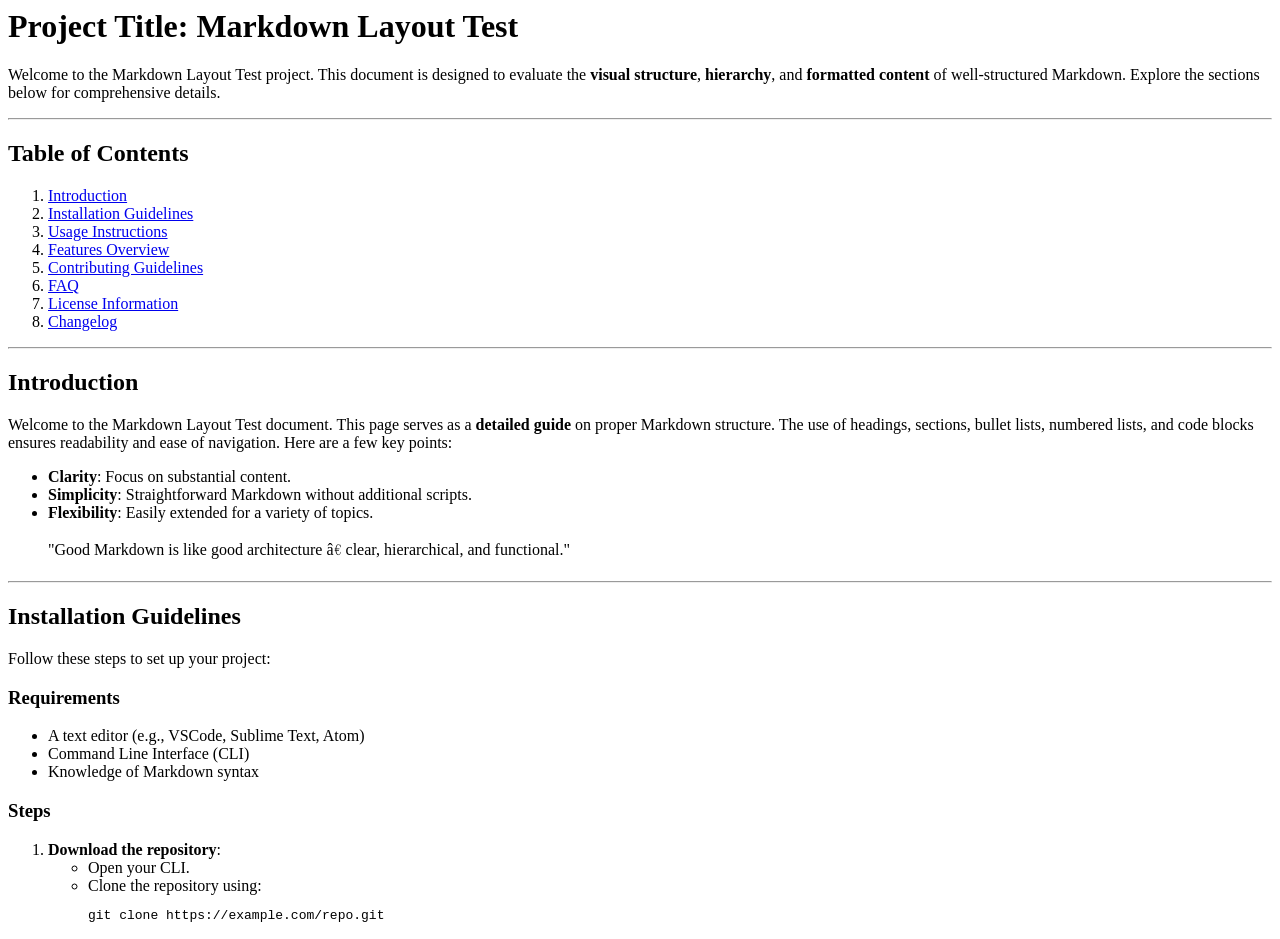 Project Title: Markdown Layout Test
Welcome to the Markdown Layout Test project. This document is designed to evaluate the visual structure, hierarchy, and formatted content of well-structured Markdown. Explore the sections
below for comprehensive details.
Table of Contents
1. Introduction
2. Installation Guidelines
3. Usage Instructions
4. Features Overview
5. Contributing Guidelines
6. FAQ
7. License Information
8. Changelog
Introduction
Welcome to the Markdown Layout Test document. This page serves as a detailed guide on proper Markdown structure. The use of headings, sections, bullet lists, numbered lists, and code blocks
ensures readability and ease of navigation. Here are a few key points:
• Clarity: Focus on substantial content.
• Simplicity: Straightforward Markdown without additional scripts.
• Flexibility: Easily extended for a variety of topics.
"Good Markdown is like good architecture â€ clear, hierarchical, and functional."
Installation Guidelines
Follow these steps to set up your project:
Requirements
• A text editor (e.g., VSCode, Sublime Text, Atom)
• Command Line Interface (CLI)
• Knowledge of Markdown syntax
Steps
1. Download the repository:
◦ Open your CLI.
◦ Clone the repository using:
git clone https://example.com/repo.git